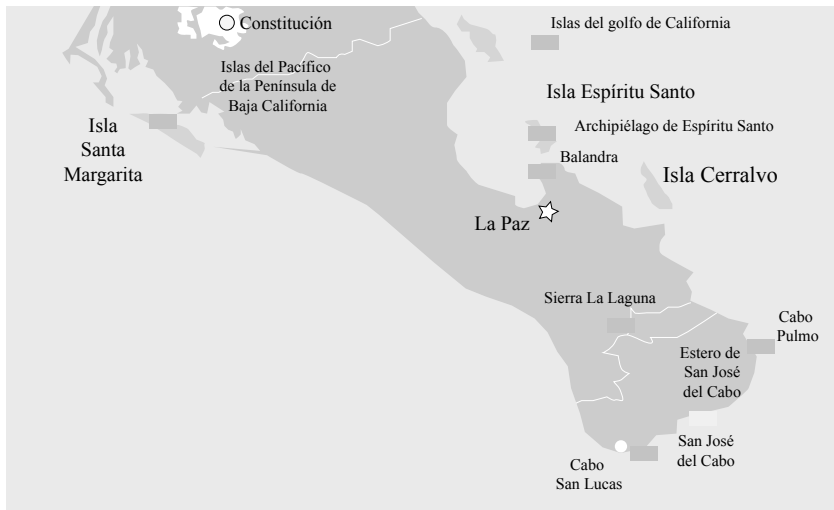 Constitución
Islas del golfo de California
Islas del Pacífico
de la Península de
Baja California
Isla Espíritu Santo
Isla
Santa
Margarita
Archipiélago de Espíritu Santo
Balandra
Isla Cerralvo
La Paz
Sierra La Laguna
Cabo
Pulmo
Estero de
San José
del Cabo
San José
del Cabo
Cabo
San Lucas